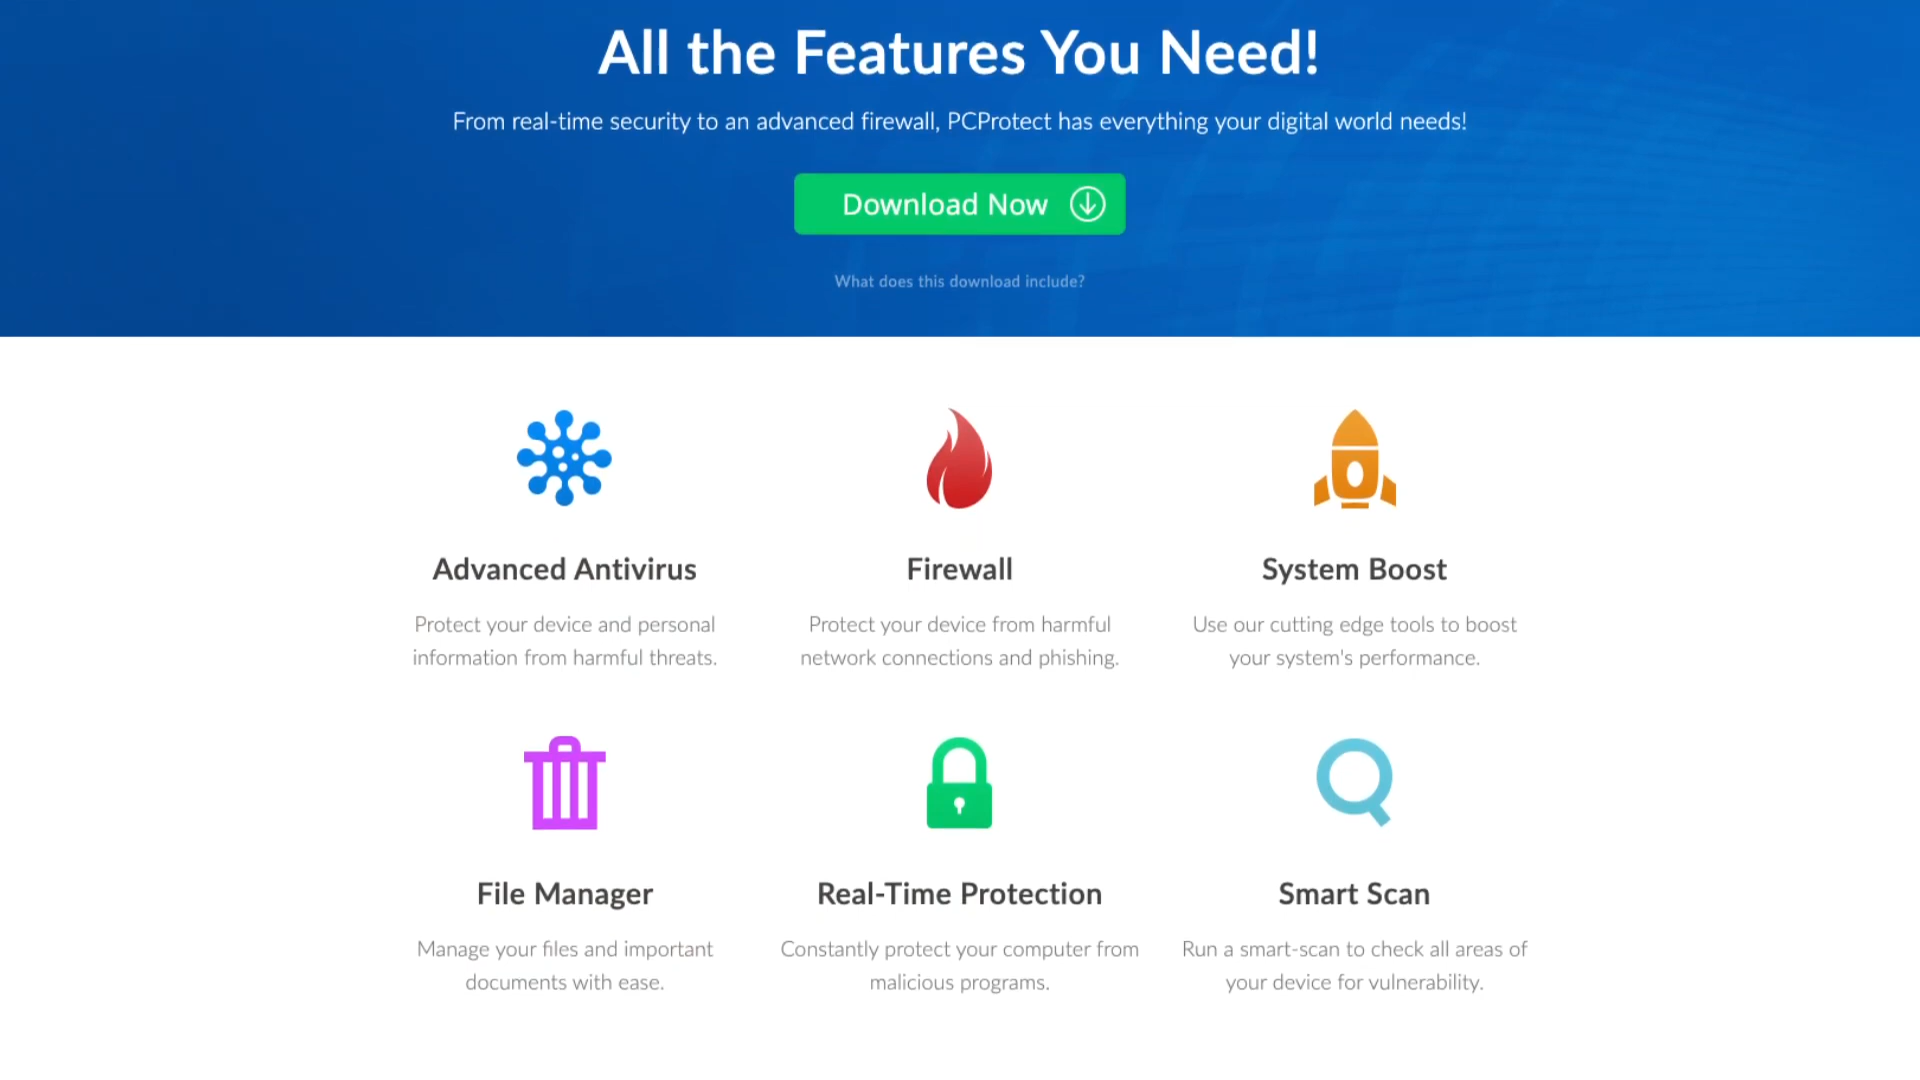 All the Features You Need!
From real-time security to an advanced firewall, PCProtect has everything your digital world needs!
Download Now
What does this download include?
Advanced Antivirus
Protect your device and personal
information from harmful threats.
Firewall
Protect your device from harmful
network connections and phishing.
System Boost
Use our cutting edge tools to boost
your system's performance.
File Manager
Manage your files and important
documents with ease.
Real-Time Protection
Constantly protect your computer from
malicious programs.
Smart Scan
Run a smart-scan to check all areas of
your device for vulnerability.